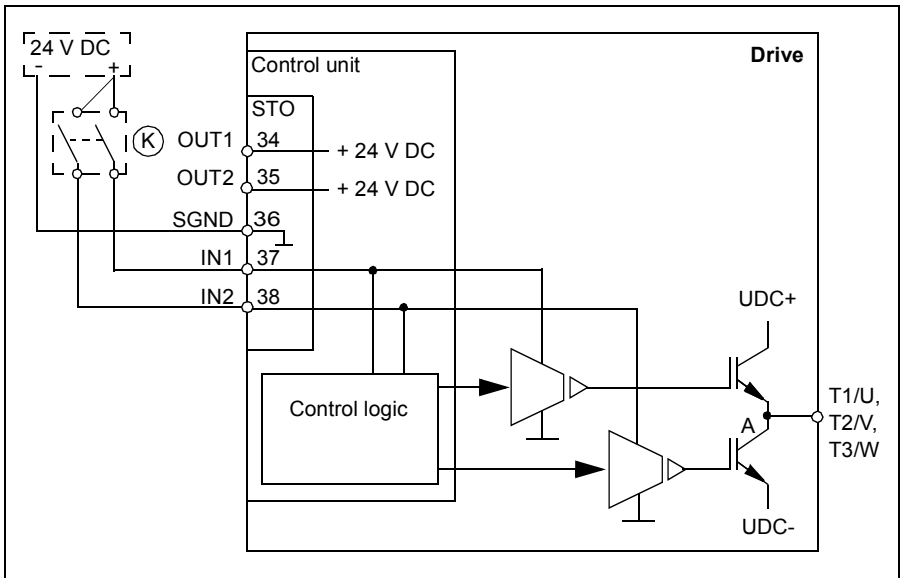 24 V DC
- +
K
Drive
Control unit
STO
OUT1 34 + 24 V DC
OUT2 35 + 24 V DC
SGND 36
IN1 37
IN2 38
Control logic
UDC+
A
T1/U,
T2/V,
T3/W
UDC-